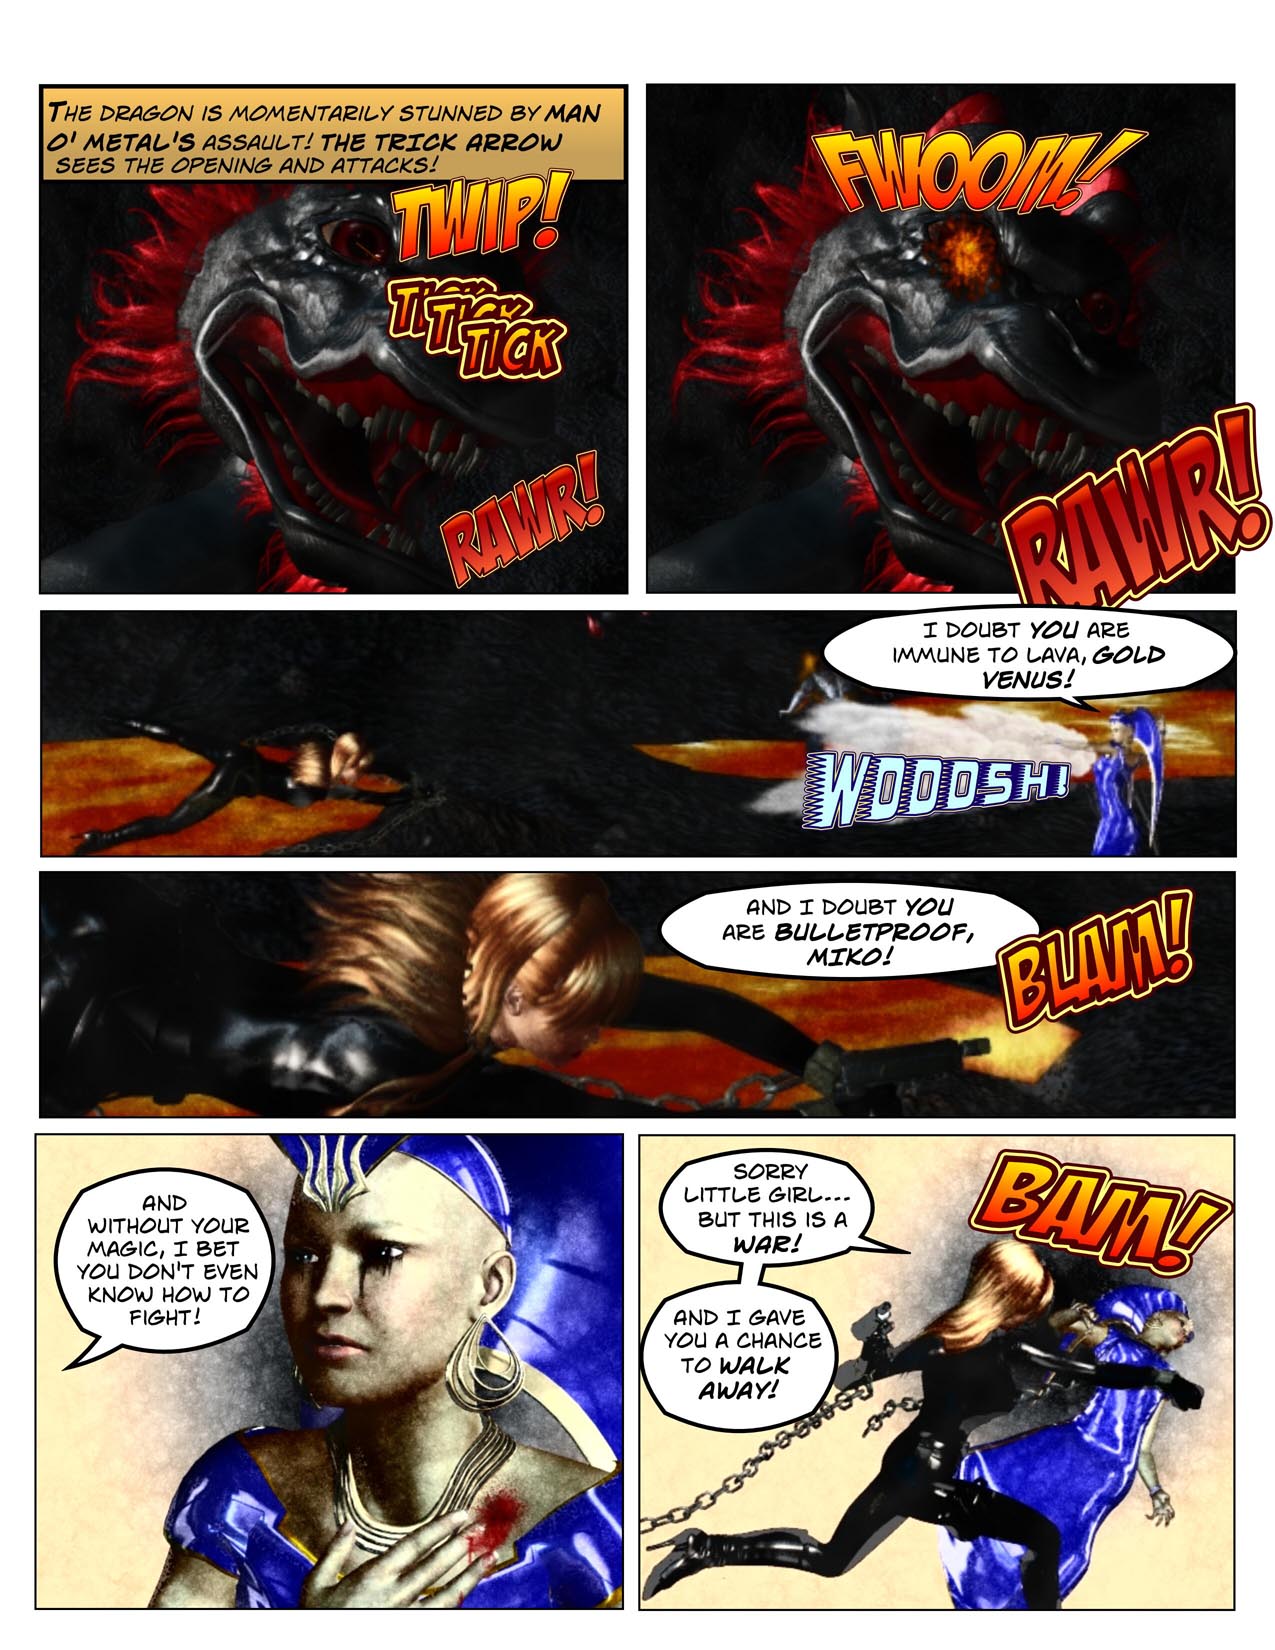 THE DRAGON IS MOMENTARILY STUNNED BY MAN
O' METAL'S ASSAULT! THE TRICK ARROW
SEES THE OPENING AND ATTACKS!
TWIP!
TICK
TICK
TICK
RAWR!
FWOOM!
RAWR!
I DOUBT YOU ARE
IMMUNE TO LAVA, GOLD
VENUS!
WOOOSH!
AND I DOUBT YOU
ARE BULLETPROOF,
MIKO!
BLAM!
AND
WITHOUT YOUR
MAGIC, I BET
YOU DON'T EVEN
KNOW HOW TO
FIGHT!
SORRY
LITTLE GIRL...
BUT THIS IS A
WAR!
BAM!
AND I GAVE
YOU A CHANCE
TO WALK
AWAY!